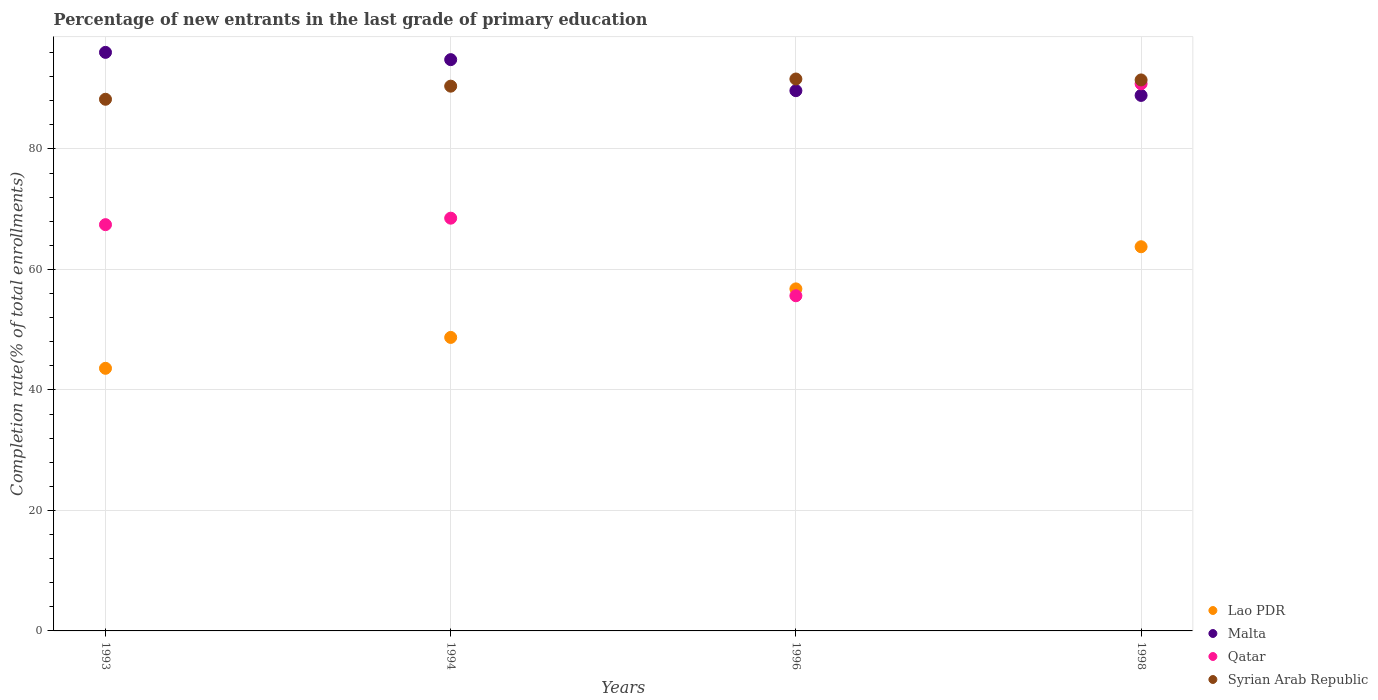 Percentage of new entrants in the last grade of primary education
Completion rate(% of total enrollments)
80
60
40
20
0
1993
1994
1996
1998
Years
Lao PDR
Malta
Qatar
Syrian Arab Republic